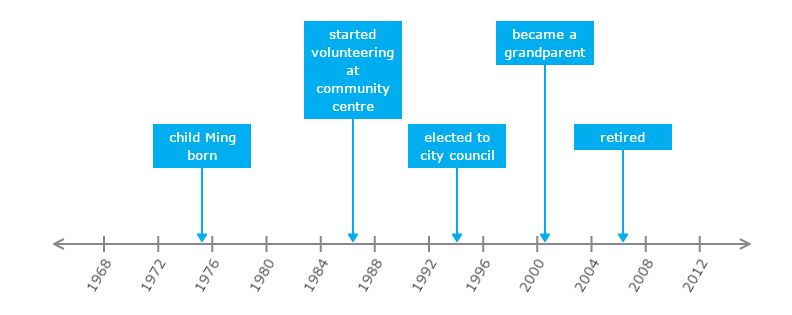 started
volunteering
at
community
centre
became a
grandparent
child Ming
born
elected to
city council
retired
1968
1972
1976
1980
1984
1988
1992
1996
2000
2004
2008
2012